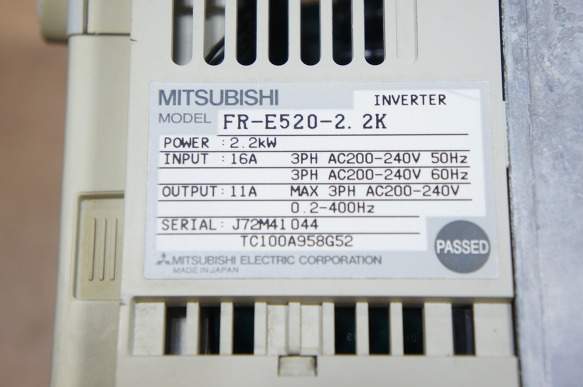 MITSUBISHI INVERTER
MODEL FR-E520-2.2K
POWER : 2.2kW
INPUT : 16A 3PH AC200-240V 50Hz
3PH AC200-240V 60Hz
OUTPUT : 11A MAX 3PH AC200-240V
0.2-400Hz
SERIAL : J72M41044
TC100A958G52
PASSED
MITSUBISHI ELECTRIC CORPORATION
MADE IN JAPAN